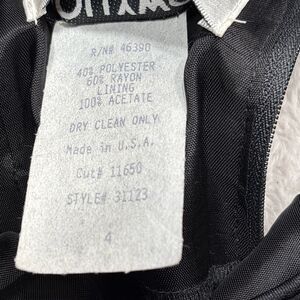 R/N# 46390
40% POLYESTER
60% RAYON
LINING
100% ACETATE
DRY CLEAN ONLY
Made in U.S.A.
Cut# 11650
STYLE# 31123
4